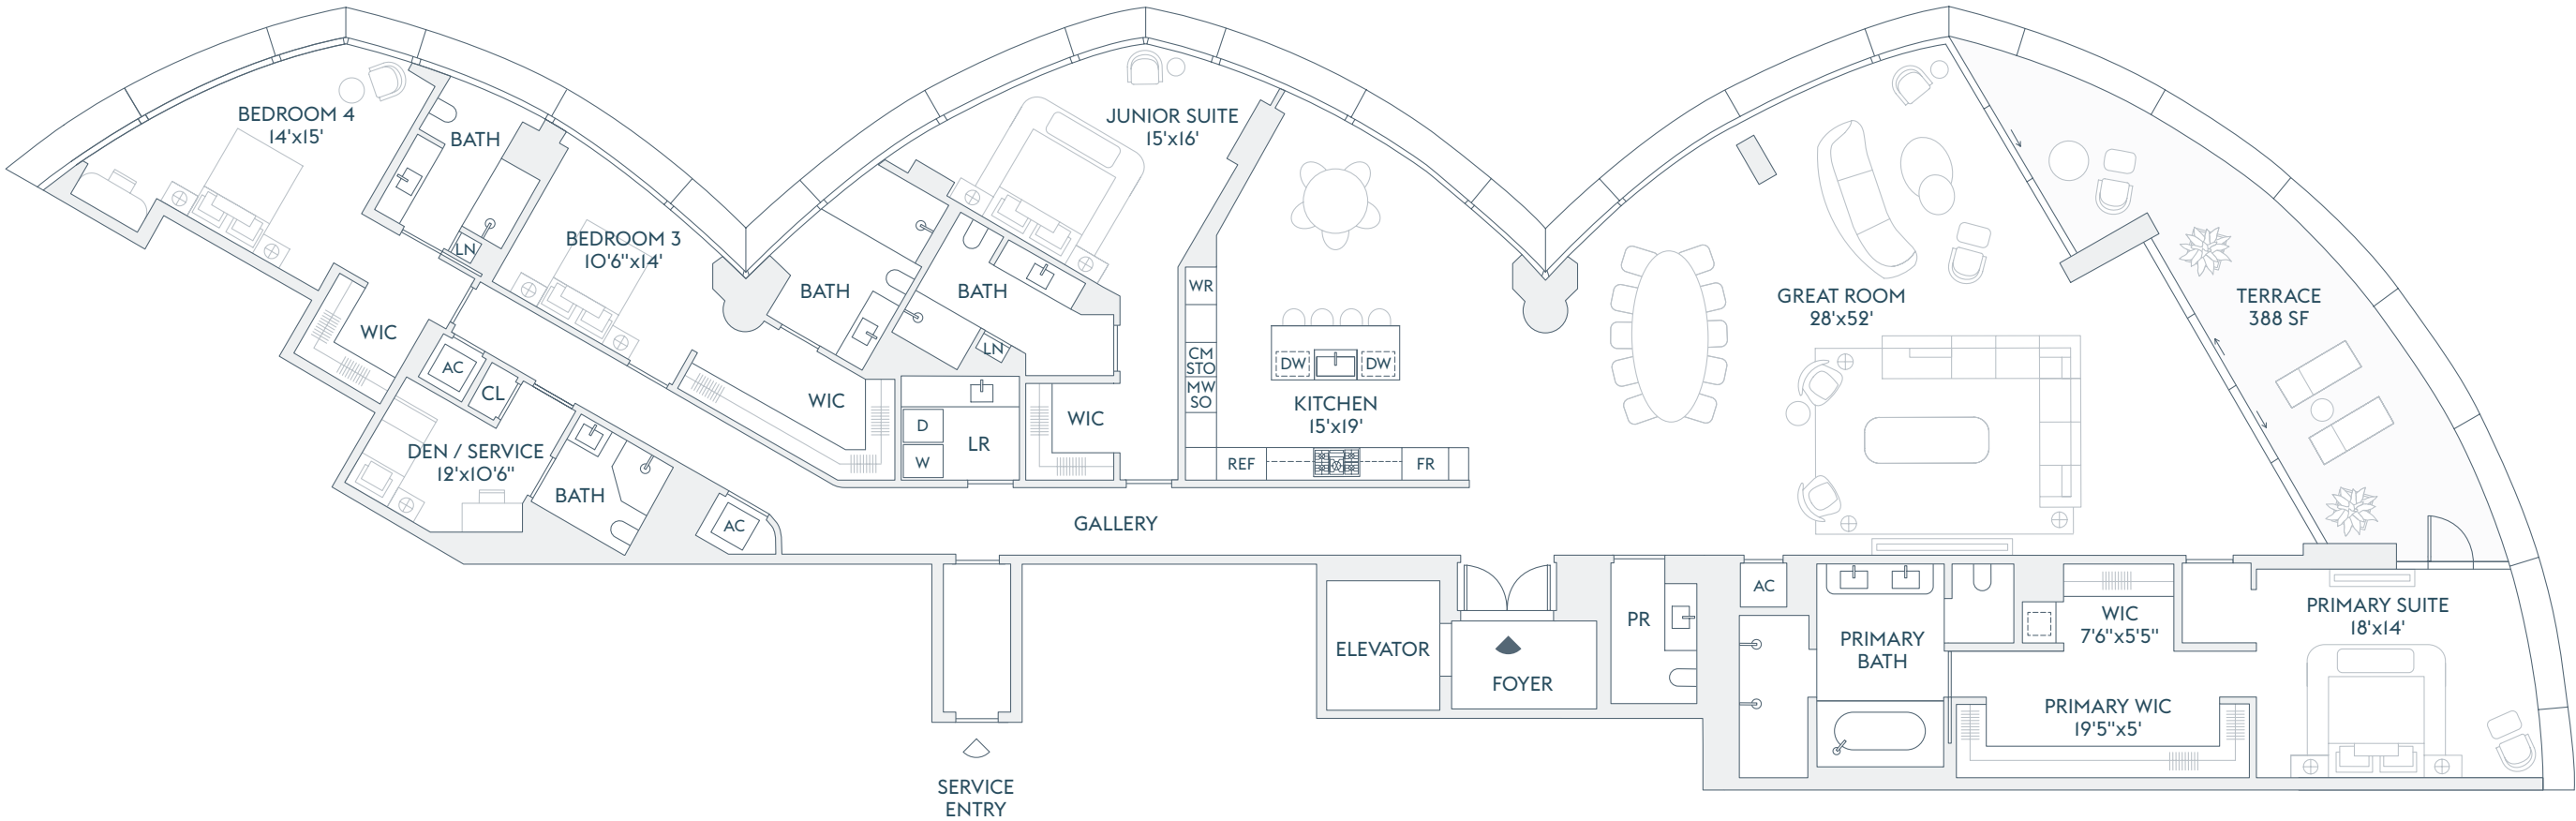 BEDROOM 4
14'x15'
BATH
LN
BEDROOM 3
10'6"x14'
WIC
AC
CL
DEN / SERVICE
12'x10'6"
BATH
AC
BATH
WIC
JUNIOR SUITE
15'x16'
BATH
LN
D
W
LR
WIC
WR
CM
STO
MW
SO
DW
DW
KITCHEN
15'x19'
REF
FR
GALLERY
GREAT ROOM
28'x52'
TERRACE
388 SF
SERVICE
ENTRY
ELEVATOR
FOYER
PR
AC
PRIMARY
BATH
WIC
7'6"x5'5"
PRIMARY WIC
19'5"x5'
PRIMARY SUITE
18'x14'